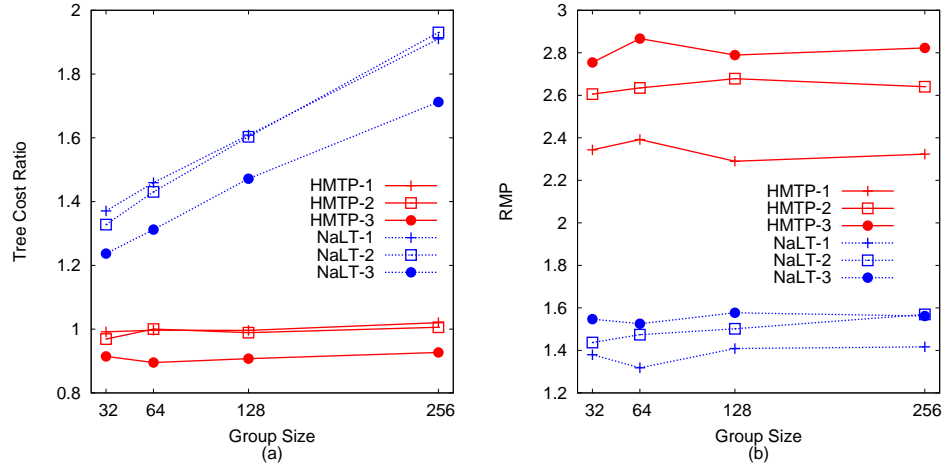 2
1.8
1.6
1.4
1.2
1
0.8
Tree Cost Ratio
32 64 128 256
Group Size
(a)
HMTP-1
HMTP-2
HMTP-3
NaLT-1
NaLT-2
NaLT-3
3
2.8
2.6
2.4
2.2
2
1.8
1.6
1.4
1.2
RMP
32 64 128 256
Group Size
(b)
HMTP-1
HMTP-2
HMTP-3
NaLT-1
NaLT-2
NaLT-3